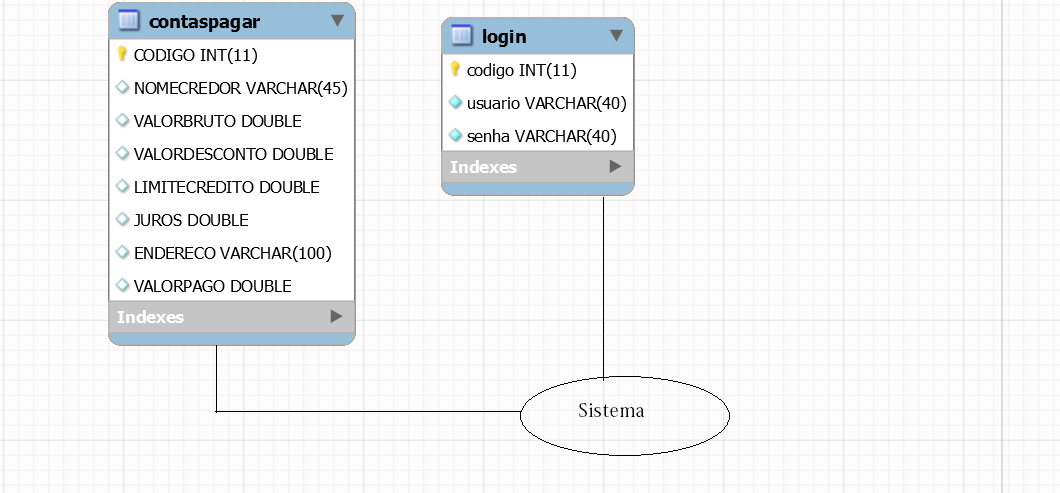 contaspagar
CODIGO INT(11)
NOMECREDOR VARCHAR(45)
VALORBRUTO DOUBLE
VALORDESCONTO DOUBLE
LIMITECREDITO DOUBLE
JUROS DOUBLE
ENDERECO VARCHAR(100)
VALORPAGO DOUBLE
Indexes
login
codigo INT(11)
usuario VARCHAR(40)
senha VARCHAR(40)
Indexes
Sistema